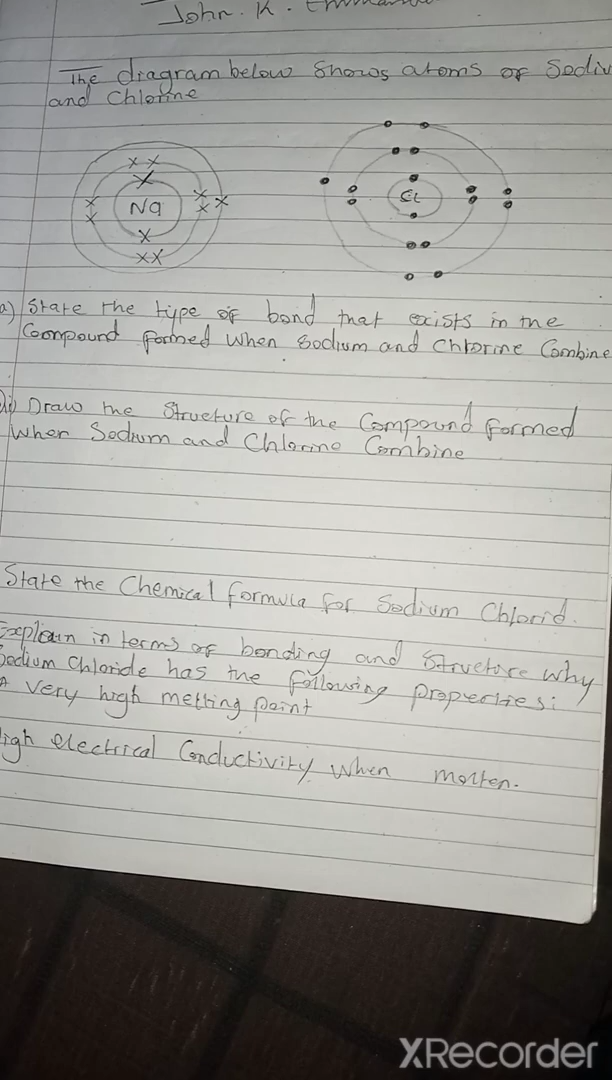 John. K.
The diagram below shows atoms of Sodiu
and Chlorine
Na
CL
a) State the type of bond that exists in the
Compound formed when Sodium and Chlorine Combine
ii) Draw the Structure of the Compound formed
When Sodium and Chlorine Combine
State the Chemical formula for Sodium Chlorid.
Explain in terms of bonding and Structure why
Sodium Chloride has the following properties:
A very high melting point
High electrical Conductivity when molten.
XRecorder